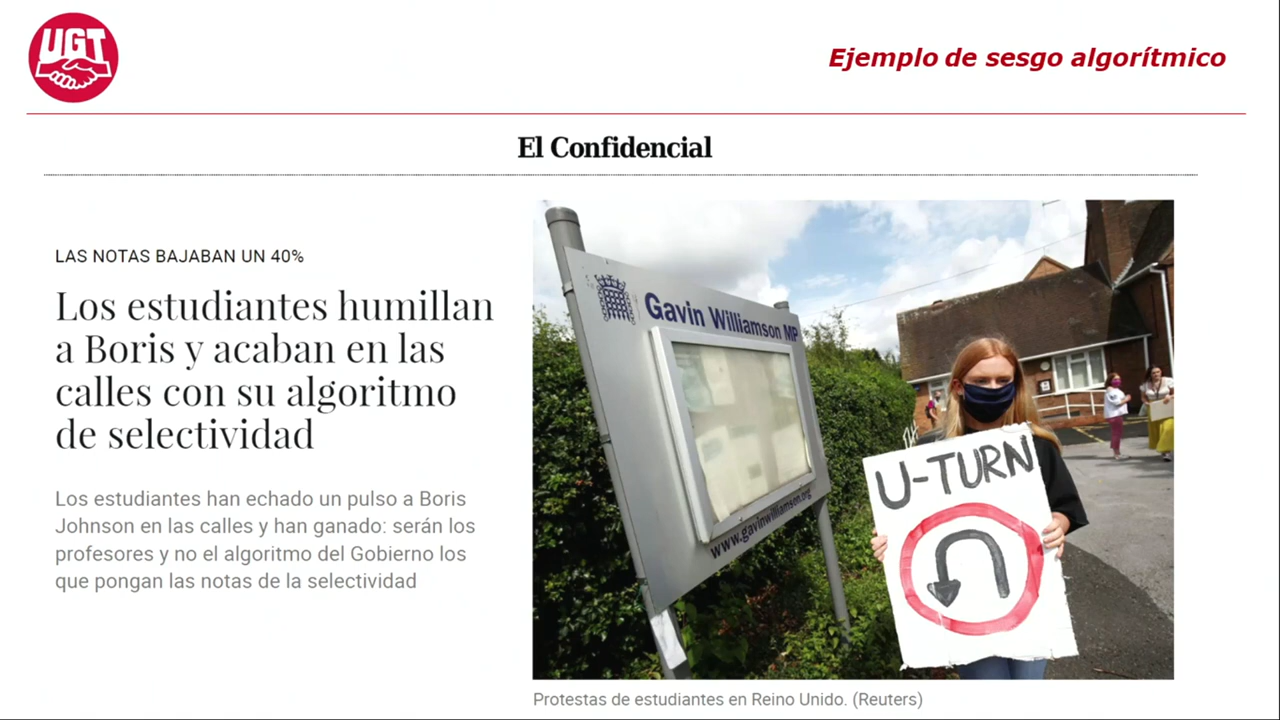 UGT
Ejemplo de sesgo algorítmico
El Confidencial
LAS NOTAS BAJABAN UN 40%
Los estudiantes humillan
a Boris y acaban en las
calles con su algoritmo
de selectividad
Los estudiantes han echado un pulso a Boris
Johnson en las calles y han ganado: serán los
profesores y no el algoritmo del Gobierno los
que pongan las notas de la selectividad
Gavin Williamson MP
www.gavinwilliamson.org
U-TURN
Protestas de estudiantes en Reino Unido. (Reuters)